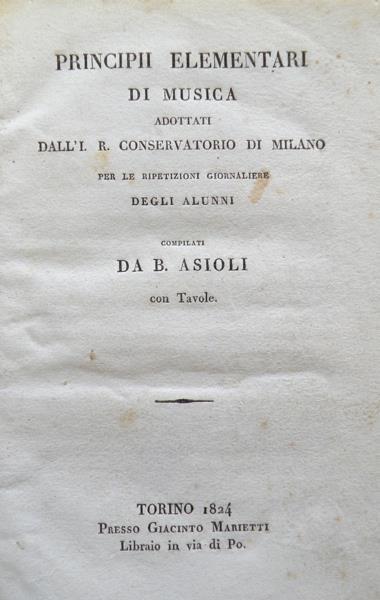 PRINCIPII ELEMENTARI
DI MUSICA
ADOTTATI
DALL'I. R. CONSERVATORIO DI MILANO
PER LE RIPETIZIONI GIORNALIERE
DEGLI ALUNNI
COMPILATI
DA B. ASIOLI
con Tavole.
TORINO 1824
PRESSO GIACINTO MARIETTI
Libraio in via di Po.